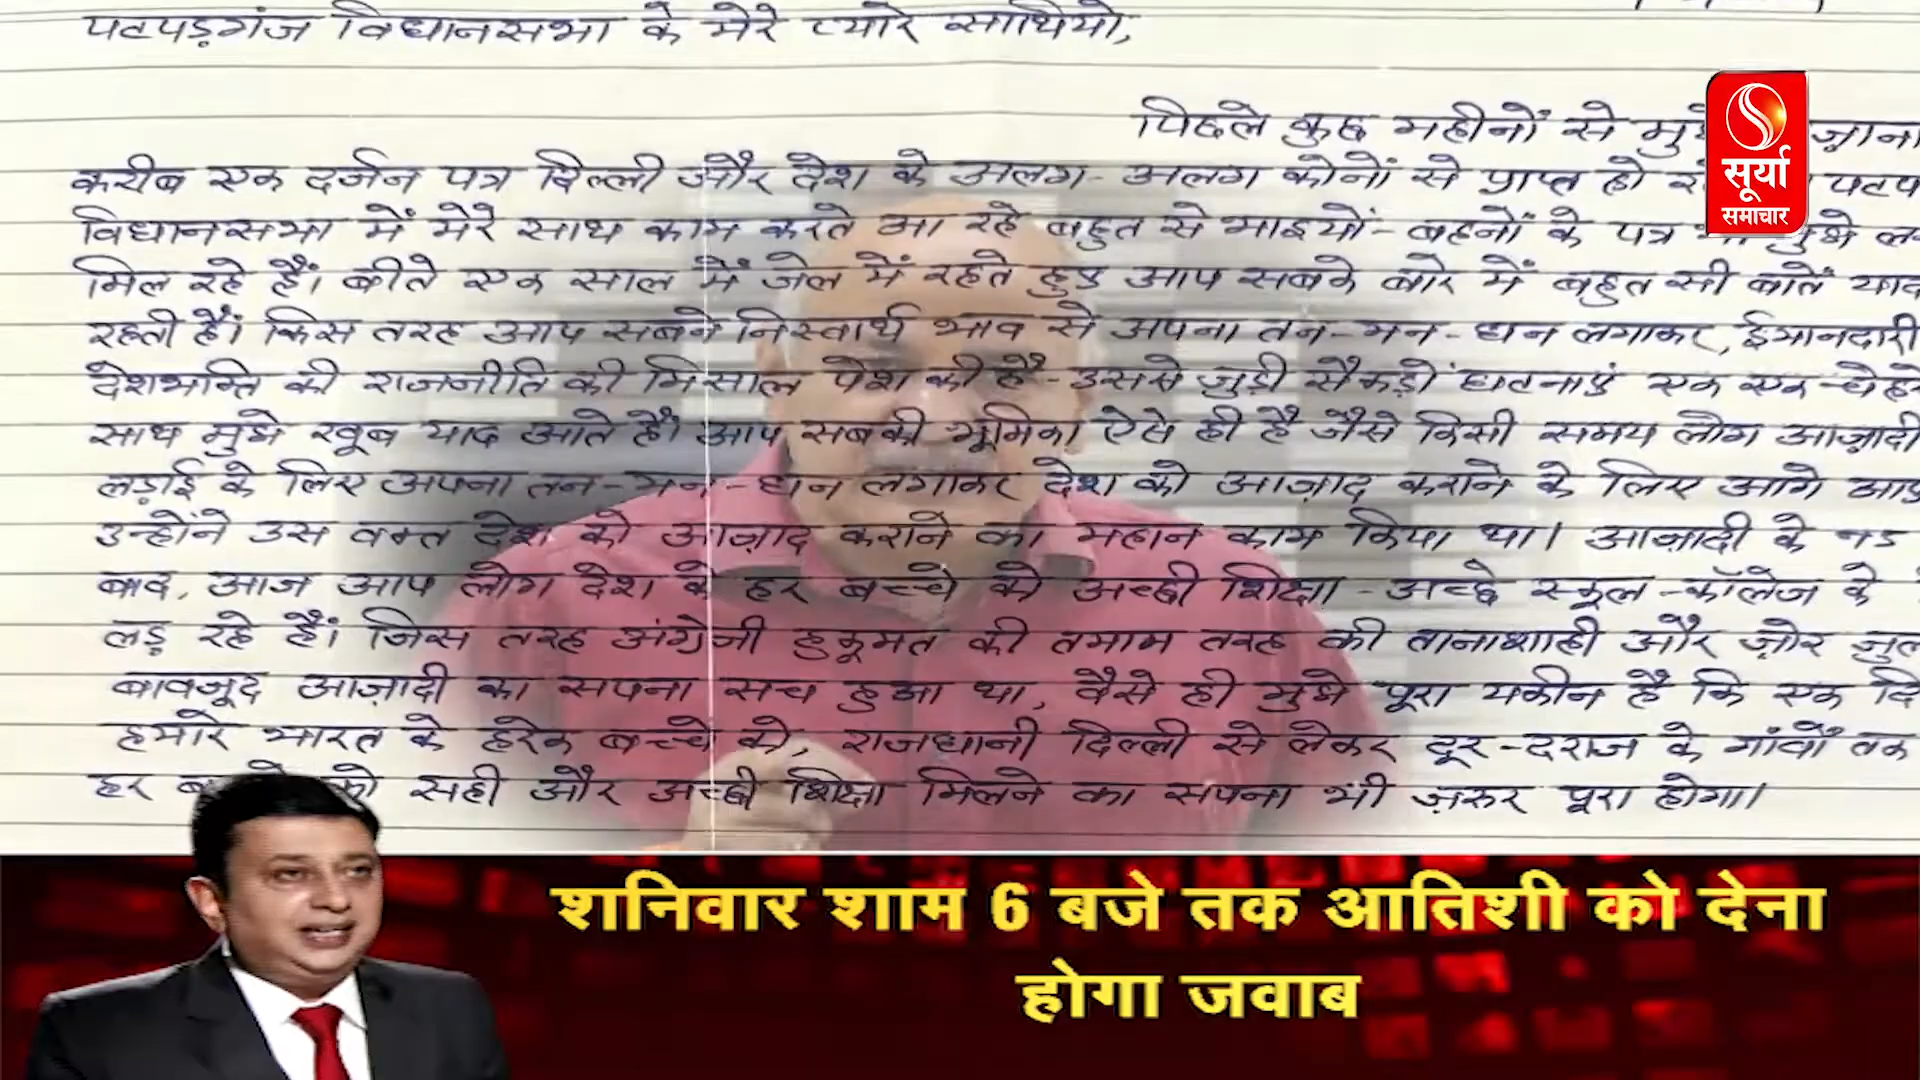 पटपड़गंज विधानसभा के मेरे प्यारे साथियो,
पिछले कुछ महीनों से मुझे
करीब एक दर्जन पत्र दिल्ली और देश के अलग-अलग कोनों से प्राप्त हो
विधानसभा में मेरे साथ काम करते आ रहे बहुत से भाइयों-बहनों के पत्र
मिल रहे हैं। बीते एक साल में जेल में रहते हुए आप सबके बारे में बहुत सी बातें याद
रहती हैं। किस तरह आप सबने निस्वार्थ भाव से अपना तन-मन-धन लगाकर, ईमानदारी
देशभक्ति की राजनीति की मिसाल पेश की है- उससे जुड़ी सैकड़ों घटनाएं एक एक
साथ मुझे खूब याद आते हैं। आप सबकी भूमिका ऐसे ही है जैसे किसी समय लोग आज़ादी
लड़ाई के लिए अपना तन-मन-धन लगाकर देश को आज़ाद कराने के लिए आगे
उन्होंने उस वक्त देश को आज़ाद कराने का महान काम किया था। आज़ादी के 75
बाद, आज आप लोग देश के हर बच्चे को अच्छी शिक्षा - अच्छे स्कूल-कॉलेज के
लड़ रहे हैं। जिस तरह अंग्रेजी हुकूमत की तमाम तरह की तानाशाही और ज़ोर
बावजूद आज़ादी का सपना सच हुआ था, वैसे ही मुझे पूरा यकीन है कि एक
हमारे भारत के हरेक बच्चे को, राजधानी दिल्ली से लेकर दूर-दराज के गांवों तक
हर को सही और अच्छी शिक्षा मिलने का सपना भी ज़रूर पूरा होगा।
सूर्या
समाचार
शनिवार शाम 6 बजे तक आतिशी को देना
होगा जवाब